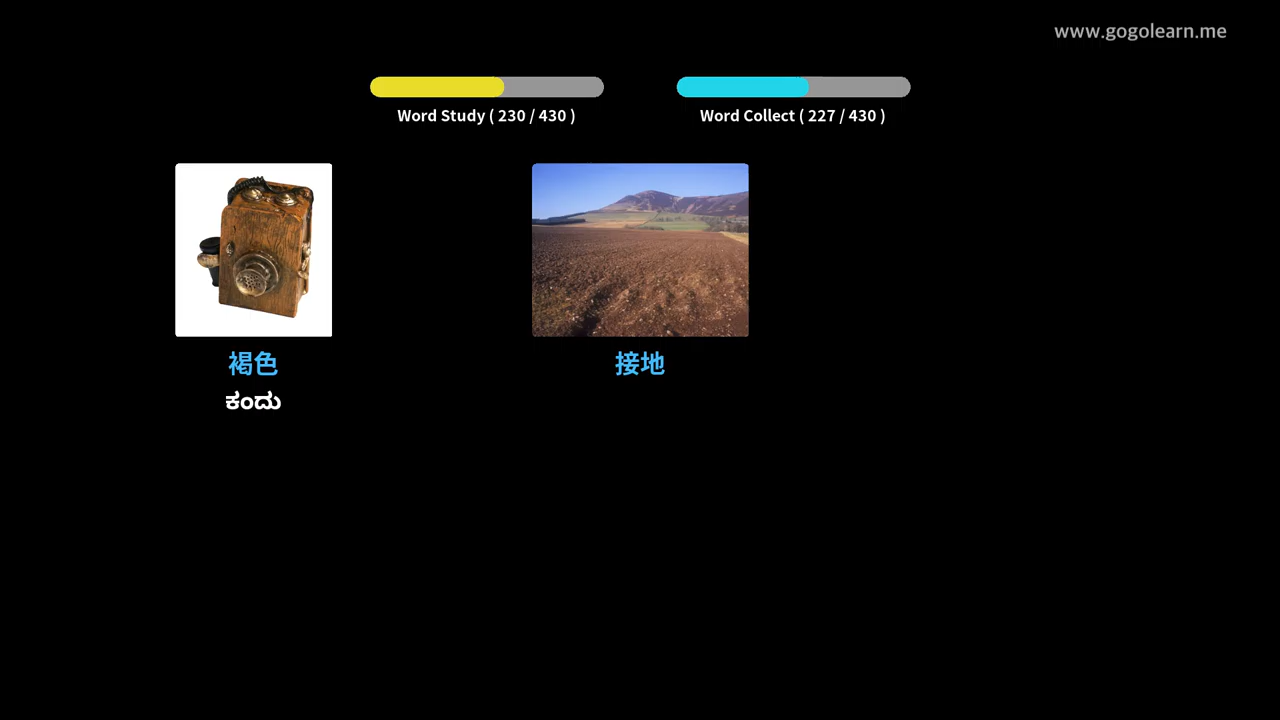 www.gogolearn.me
Word Study ( 230 / 430 )
Word Collect ( 227 / 430 )
褐色
接地
ಕಂದು